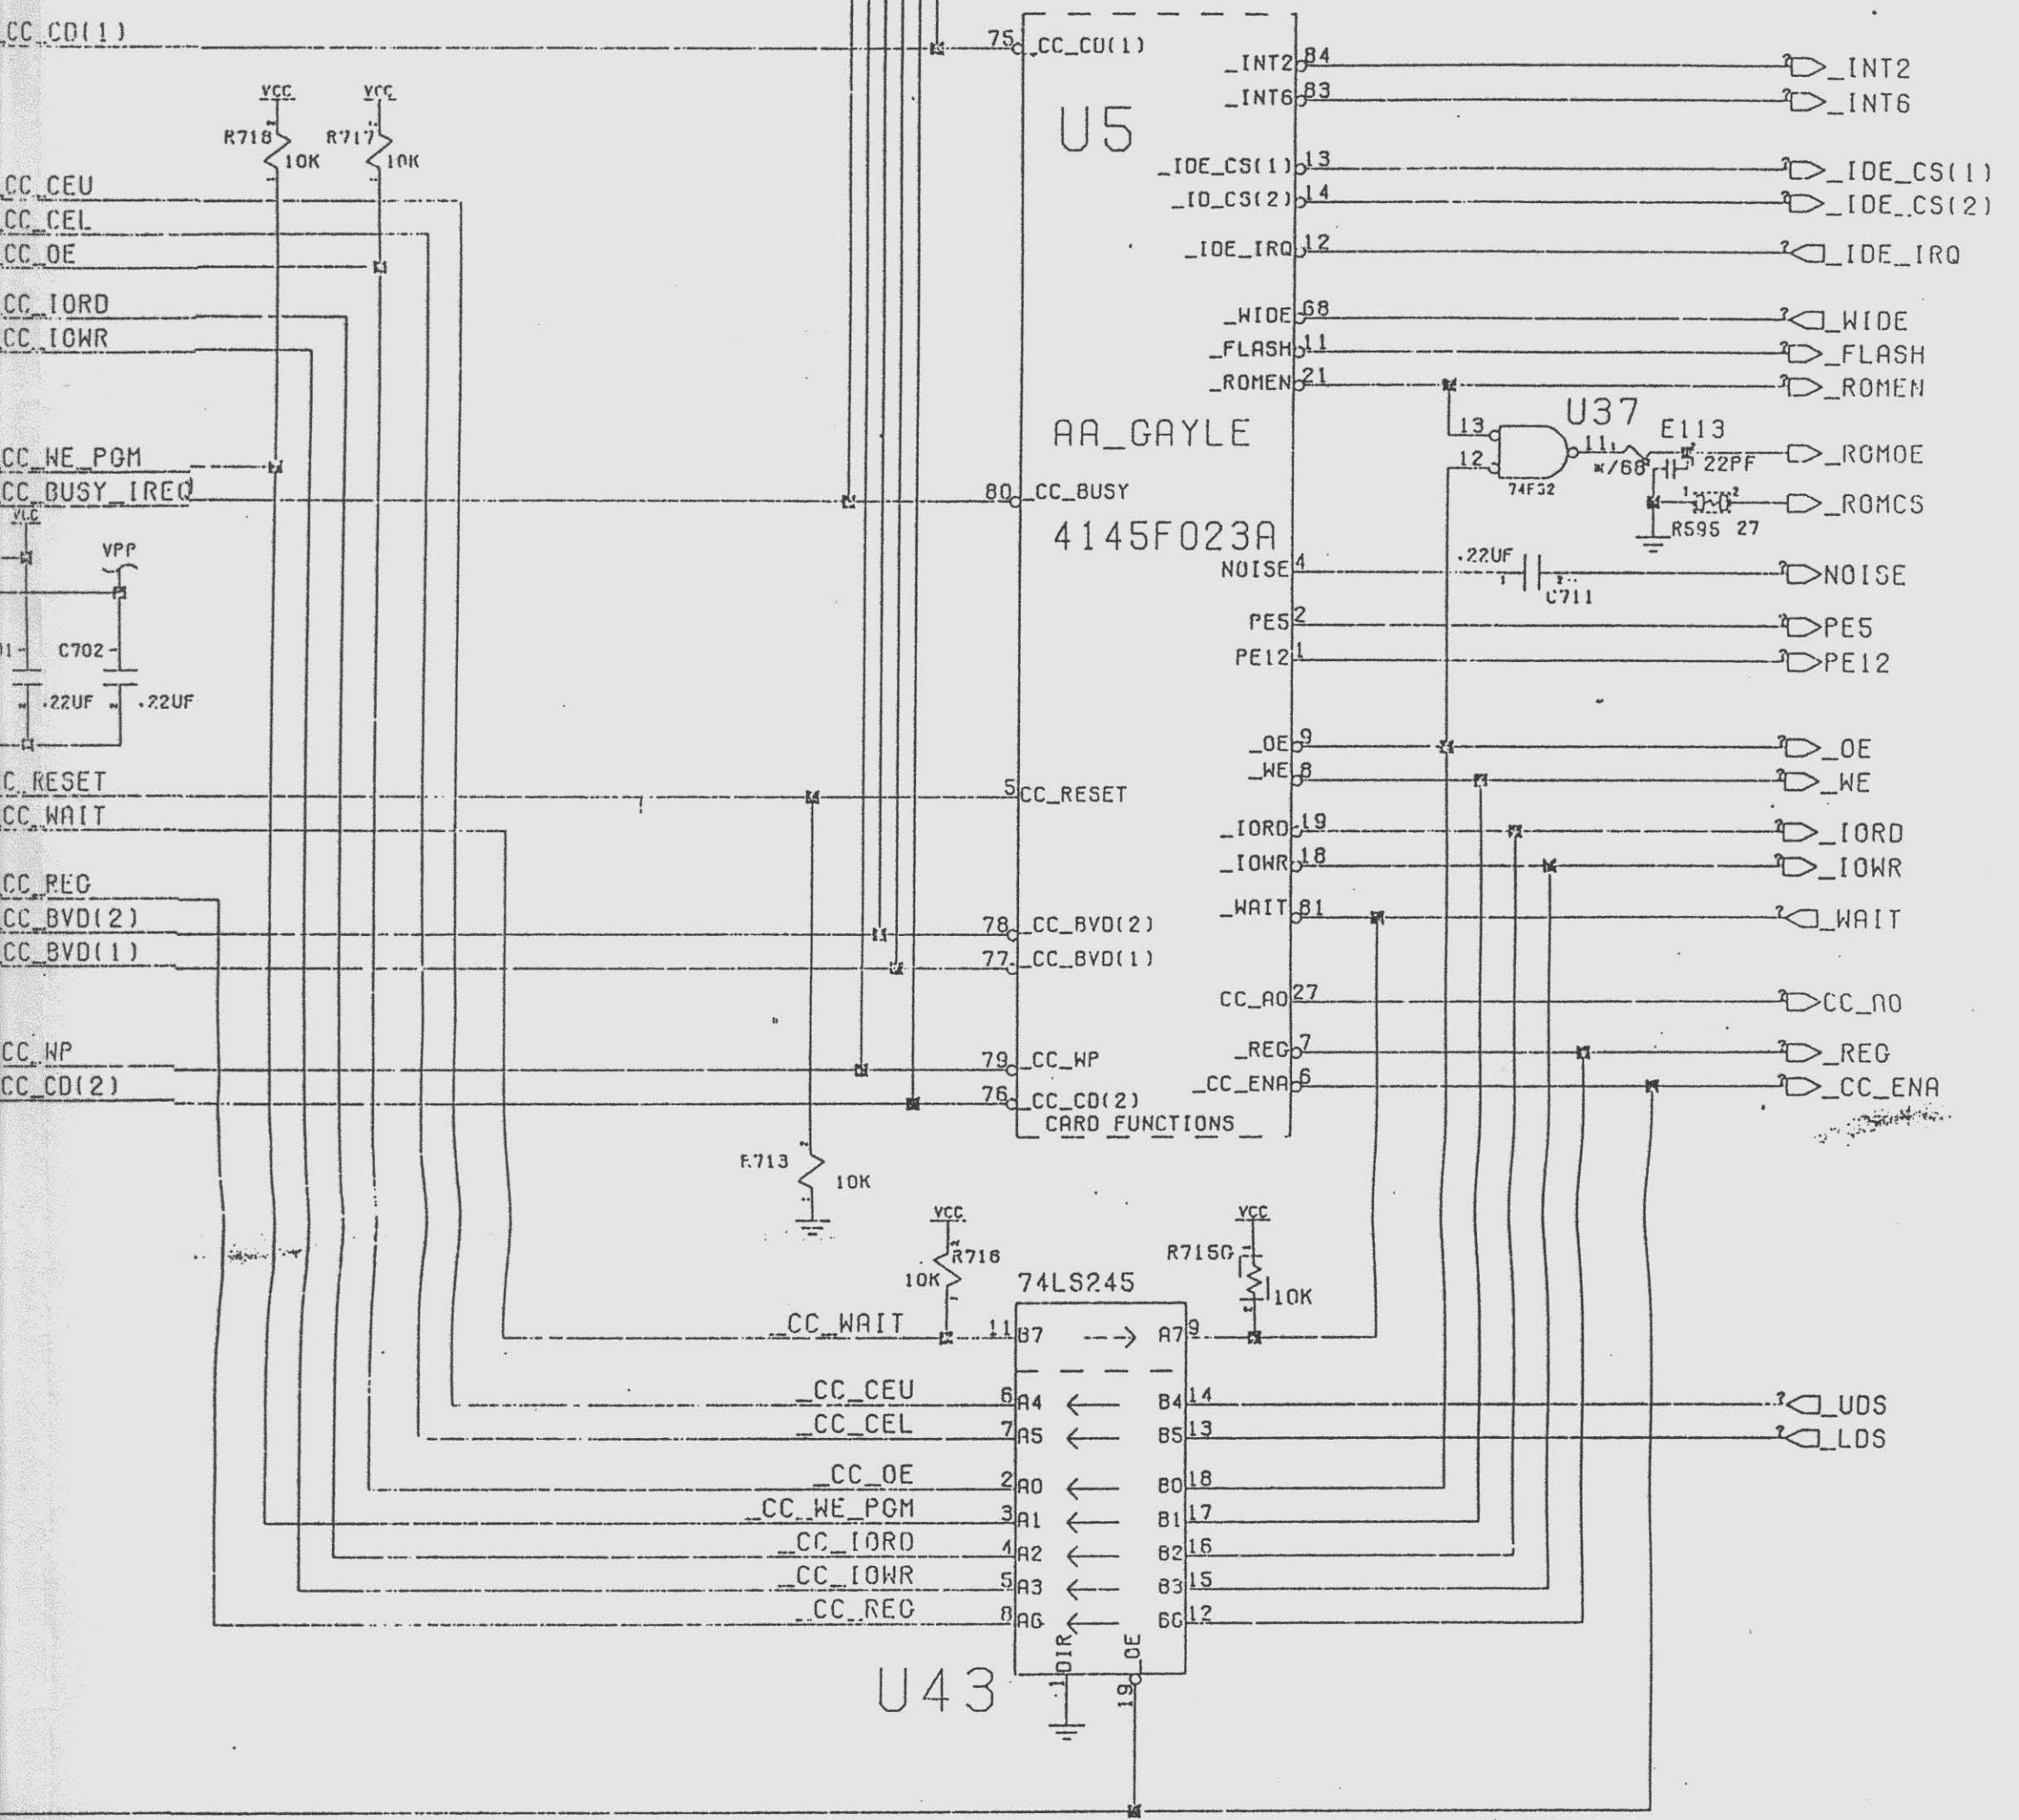 CC_CD(1)
75
_CC_CD(1)
_INT2
84
_INT2
_INT6
83
_INT6
U5
VCC
VCC
R718
10K
R717
10K
_IDE_CS(1)
13
_IDE_CS(1)
_ID_CS(2)
14
_IDE_CS(2)
_IDE_IRQ
12
_IDE_IRQ
CC_CEU
CC_CEL
CC_OE
CC_IORD
CC_IOWR
_WIDE
68
_WIDE
_FLASH
11
_FLASH
_ROMEN
21
_ROMEN
AA_GAYLE
U37
13
12
11
74F32
E113
*/68
22PF
_ROMOE
CC_WE_PGM
CC_BUSY_IREQ
80
_CC_BUSY
4145F023A
1
2
R595 27
_ROMCS
VCC
VPP
NOISE
4
.22UF
1
2
C711
NOISE
PE5
2
PE5
PE12
1
PE12
C702
.22UF
.22UF
_OE
9
_OE
_WE
8
_WE
C_RESET
5
CC_RESET
CC_WAIT
_IORD
19
_IORD
_IOWR
18
_IOWR
CC_REG
_WAIT
81
_WAIT
CC_BVD(2)
78
_CC_BVD(2)
CC_BVD(1)
77
_CC_BVD(1)
CC_A0
27
CC_A0
CC_WP
79
_CC_WP
_REG
7
_REG
CC_CD(2)
76
_CC_CD(2)
_CC_ENA
6
_CC_ENA
CARD FUNCTIONS
R713
10K
VCC
R716
10K
VCC
R715G
10K
74LS245
_CC_WAIT
11
B7
A7
9
_CC_CEU
6
A4
B4
14
_UDS
_CC_CEL
7
A5
B5
13
_LDS
_CC_OE
2
A0
B0
18
_CC_WE_PGM
3
A1
B1
17
_CC_IORD
4
A2
B2
16
_CC_IOWR
5
A3
B3
15
_CC_REG
8
A6
B6
12
DIR
_OE
1
19
U43